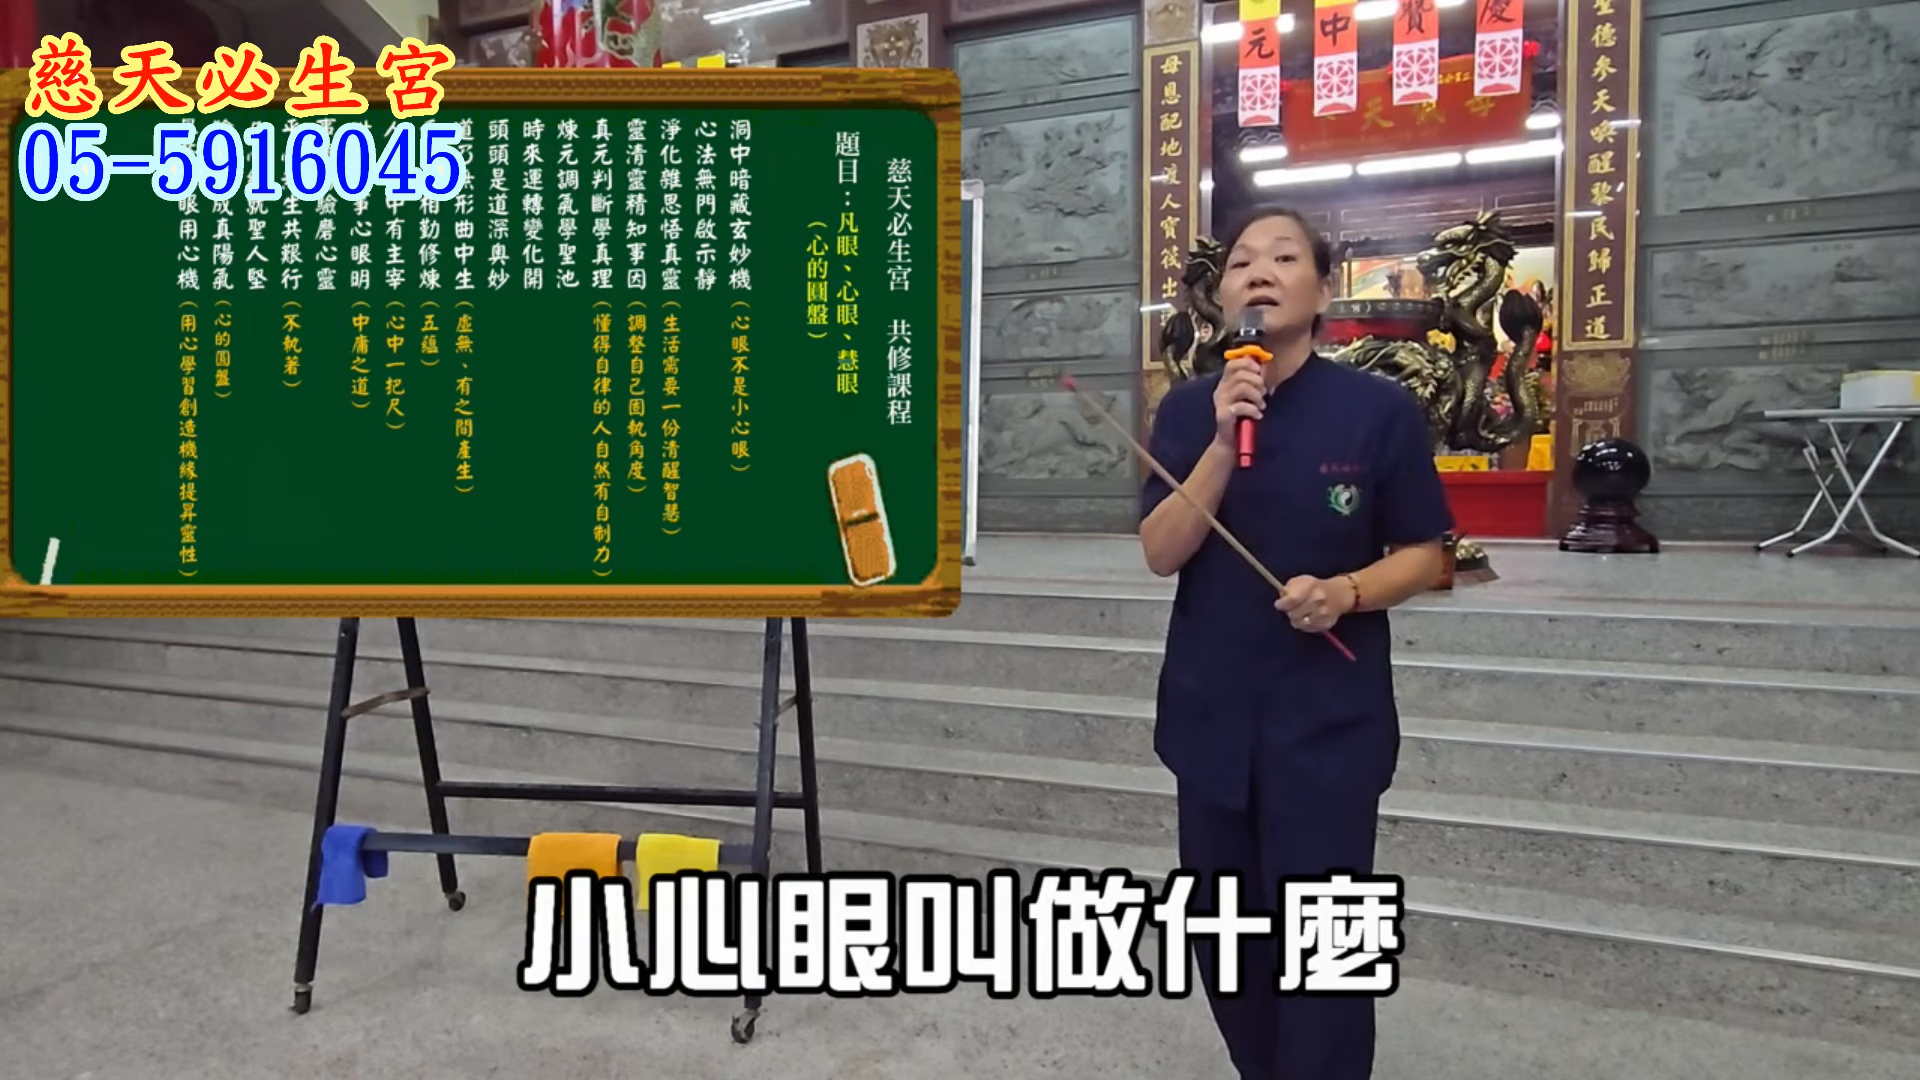 慈天必生宮
05-5916045
慈天必生宮 共修課程
題目：凡眼、心眼、慧眼
（心的圓盤）
洞中暗藏玄妙機（心眼不是小心眼）
心法無門啟示靜
淨化雜思悟真靈（生活需要一份清醒智慧）
靈清靈精知事因（調整自己固執角度）
真元判斷學真理（懂得自律的人自然有自制力）
煉元調氣學聖池
時來運轉變化開
頭頭是道深奧妙
形曲中生（虛無、有之間產生）
相勤修煉（五蘊）
中有主宰（心中一把尺）
事心眼明（中庸之道）
驗磨心靈
生共艱行（不執著）
就聖人堅
成真陽氣（心的圓盤）
眼用心機（用心學習創造機緣提昇靈性）
元
中
贊
慶
母恩配地渡人寶筏出
聖德參天喚醒黎民歸正道
小心眼叫做什麼